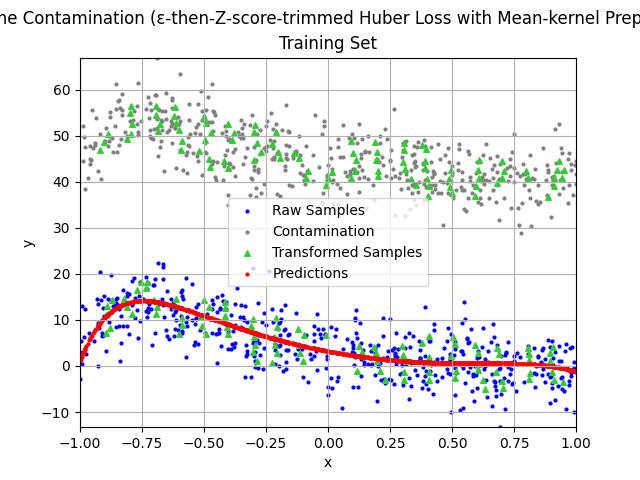 ne Contamination (ε-then-Z-score-trimmed Huber Loss with Mean-kernel Prep
Training Set
60
50
40
30
20
10
0
−10
y
Raw Samples
Contamination
Transformed Samples
Predictions
−1.00 −0.75 −0.50 −0.25 0.00 0.25 0.50 0.75 1.00
x